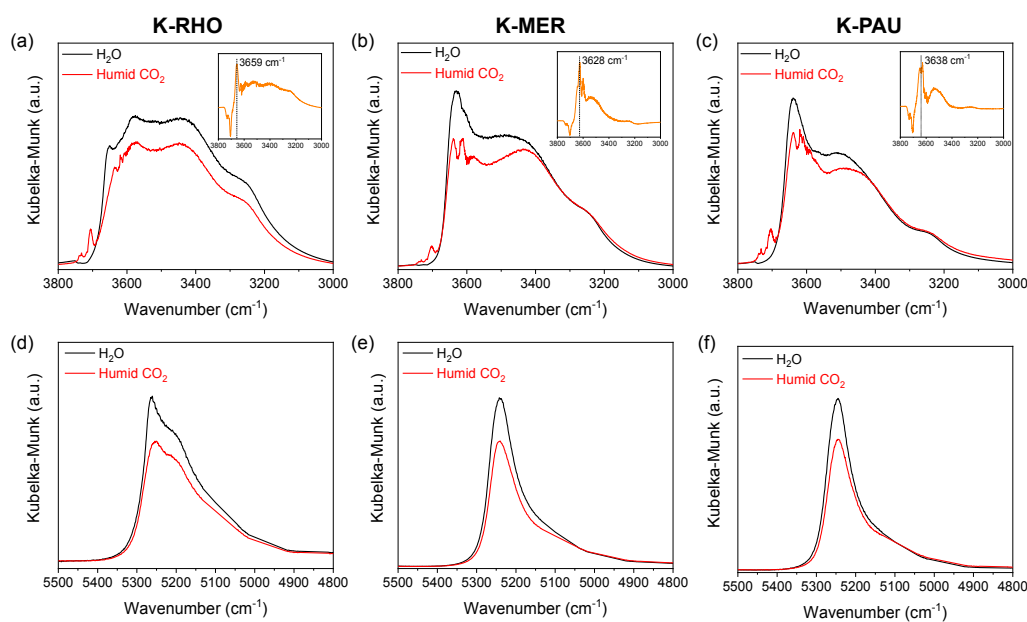 K-RHO
K-MER
K-PAU
(a)
H₂O
Humid CO₂
3659 cm⁻¹
3800 3600 3400 3200 3000
Kubelka-Munk (a.u.)
3800 3600 3400 3200 3000
Wavenumber (cm⁻¹)
(b)
H₂O
Humid CO₂
3628 cm⁻¹
3800 3600 3400 3200 3000
Kubelka-Munk (a.u.)
3800 3600 3400 3200 3000
Wavenumber (cm⁻¹)
(c)
H₂O
Humid CO₂
3638 cm⁻¹
3800 3600 3400 3200 3000
Kubelka-Munk (a.u.)
3800 3600 3400 3200 3000
Wavenumber (cm⁻¹)
(d)
H₂O
Humid CO₂
Kubelka-Munk (a.u.)
5500 5400 5300 5200 5100 5000 4900 4800
Wavenumber (cm⁻¹)
(e)
H₂O
Humid CO₂
Kubelka-Munk (a.u.)
5500 5400 5300 5200 5100 5000 4900 4800
Wavenumber (cm⁻¹)
(f)
H₂O
Humid CO₂
Kubelka-Munk (a.u.)
5500 5400 5300 5200 5100 5000 4900 4800
Wavenumber (cm⁻¹)